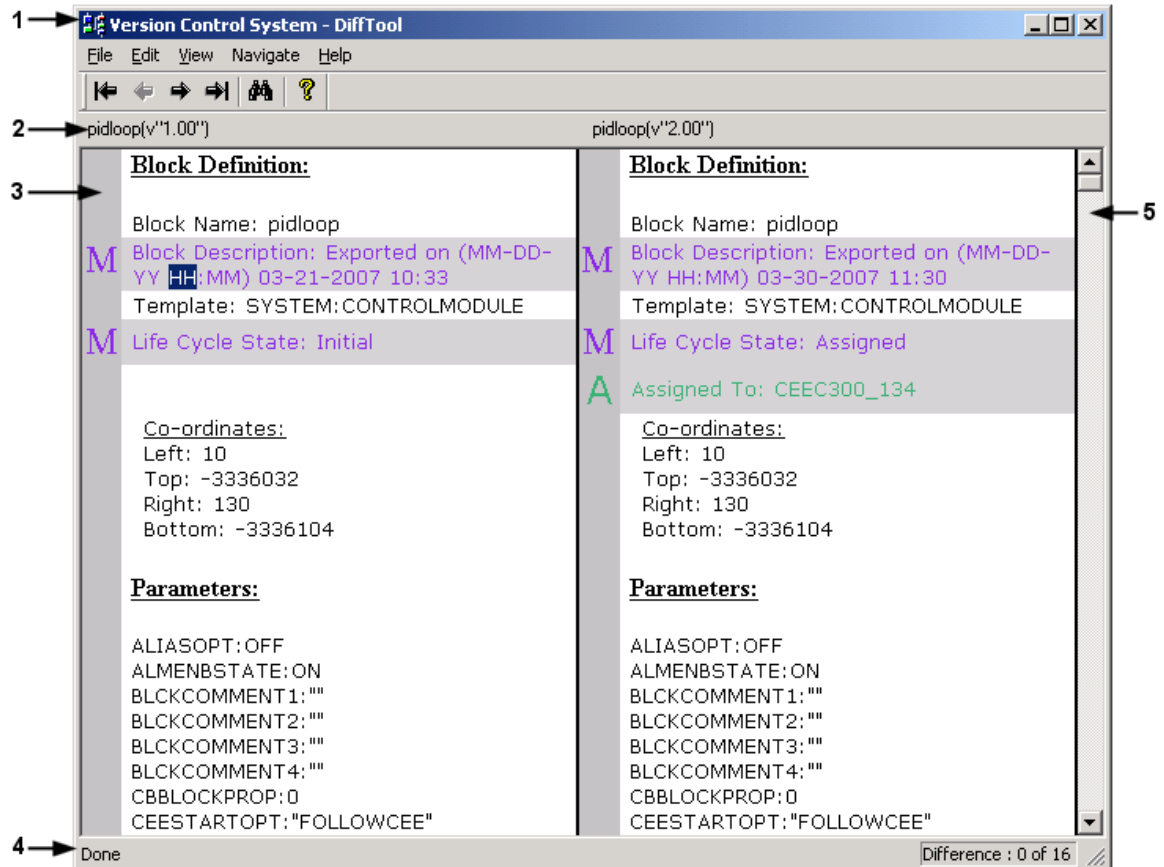 1
Version Control System - DiffTool
File Edit View Navigate Help
2
pidloop(v"1.00")
pidloop(v"2.00")
3
Block Definition:
Block Name: pidloop
M
Block Description: Exported on (MM-DD-
YY HH:MM) 03-21-2007 10:33
Template: SYSTEM:CONTROLMODULE
M
Life Cycle State: Initial
Co-ordinates:
Left: 10
Top: -3336032
Right: 130
Bottom: -3336104
Parameters:
ALIASOPT:OFF
ALMENBSTATE:ON
BLCKCOMMENT1:""
BLCKCOMMENT2:""
BLCKCOMMENT3:""
BLCKCOMMENT4:""
CBBLOCKPROP:0
CEESTARTOPT:"FOLLOWCEE"
Block Definition:
Block Name: pidloop
M
Block Description: Exported on (MM-DD-
YY HH:MM) 03-30-2007 11:30
Template: SYSTEM:CONTROLMODULE
M
Life Cycle State: Assigned
A
Assigned To: CEEC300_134
Co-ordinates:
Left: 10
Top: -3336032
Right: 130
Bottom: -3336104
Parameters:
ALIASOPT:OFF
ALMENBSTATE:ON
BLCKCOMMENT1:""
BLCKCOMMENT2:""
BLCKCOMMENT3:""
BLCKCOMMENT4:""
CBBLOCKPROP:0
CEESTARTOPT:"FOLLOWCEE"
5
4
Done
Difference : 0 of 16